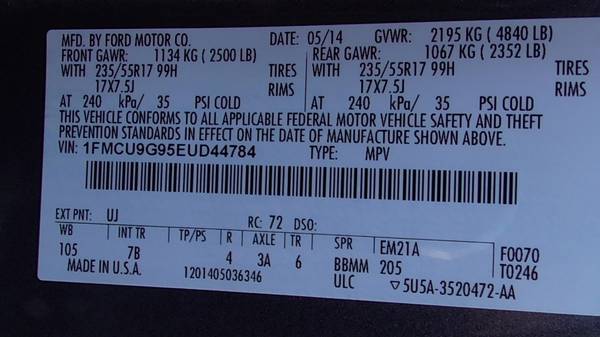 MFD. BY FORD MOTOR CO. DATE: 05/14 GVWR: 2195 KG ( 4840 LB)
FRONT GAWR: 1134 KG ( 2500 LB) REAR GAWR: 1067 KG ( 2352 LB)
WITH 235/55R17 99H TIRES WITH 235/55R17 99H TIRES
17X7.5J RIMS 17X7.5J RIMS
AT 240 kPa/ 35 PSI COLD AT 240 kPa/ 35 PSI COLD
THIS VEHICLE CONFORMS TO ALL APPLICABLE FEDERAL MOTOR VEHICLE SAFETY AND THEFT
PREVENTION STANDARDS IN EFFECT ON THE DATE OF MANUFACTURE SHOWN ABOVE.
VIN: 1FMCU9G95EUD44784 TYPE: MPV
EXT PNT: UJ RC: 72 DSO:
WB INT TR TP/PS R AXLE TR SPR EM21A F0070
105 7B 4 3A 6 BBMM 205 T0246
MADE IN U.S.A. 1201405036346 ULC ▽5U5A-3520472-AA